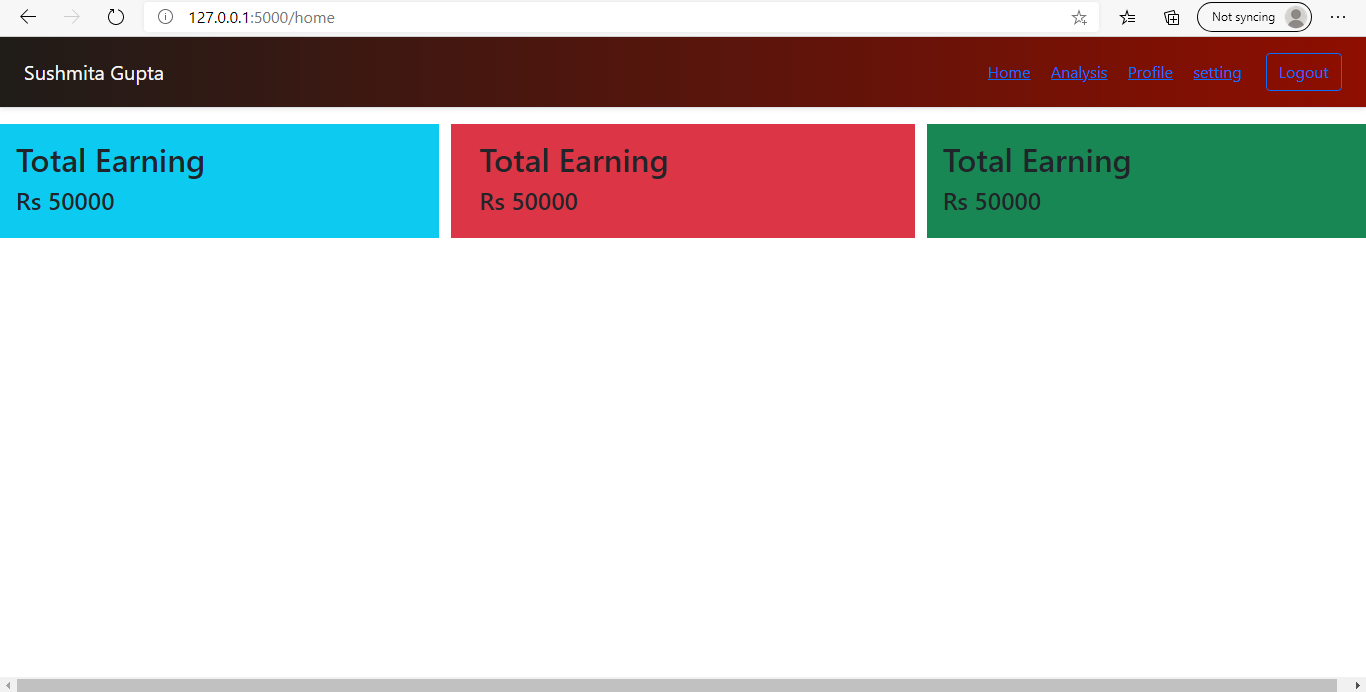 127.0.0.1:5000/home
Not syncing
Sushmita Gupta
Home Analysis Profile setting Logout
Total Earning Total Earning Total Earning
Rs 50000 Rs 50000 Rs 50000